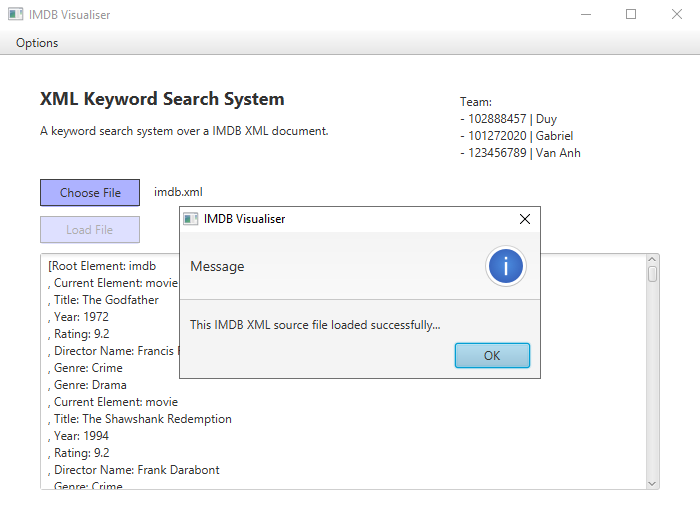 IMDB Visualiser
Options
XML Keyword Search System
A keyword search system over a IMDB XML document.
Team:
- 102888457 | Duy
- 101272020 | Gabriel
- 123456789 | Van Anh
Choose File
imdb.xml
Load File
IMDB Visualiser
Message
This IMDB XML source file loaded successfully...
OK
[Root Element: imdb
, Current Element: movie
, Title: The Godfather
, Year: 1972
, Rating: 9.2
, Director Name: Francis
, Genre: Crime
, Genre: Drama
, Current Element: movie
, Title: The Shawshank Redemption
, Year: 1994
, Rating: 9.2
, Director Name: Frank Darabont
, Genre: Crime